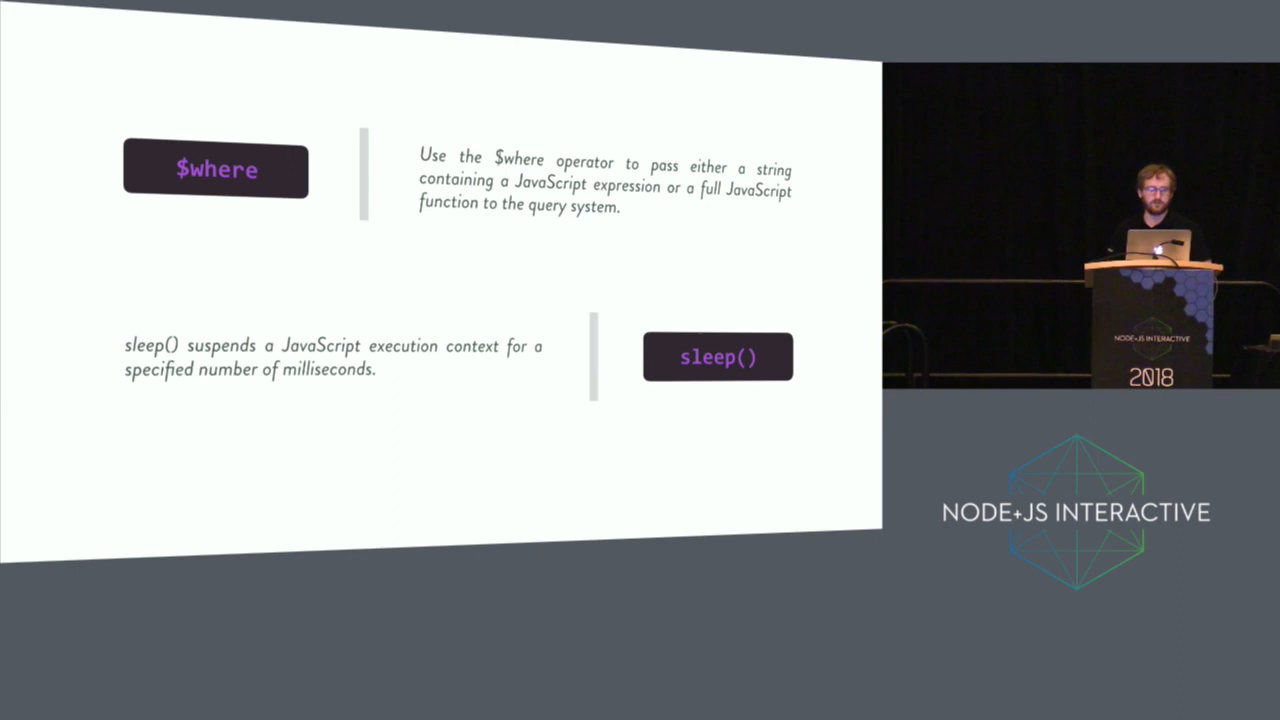 $where
Use the $where operator to pass either a string
containing a JavaScript expression or a full JavaScript
function to the query system.
sleep() suspends a JavaScript execution context for a
specified number of milliseconds.
sleep()
NODE+JS INTERACTIVE
2018
NODE+JS INTERACTIVE